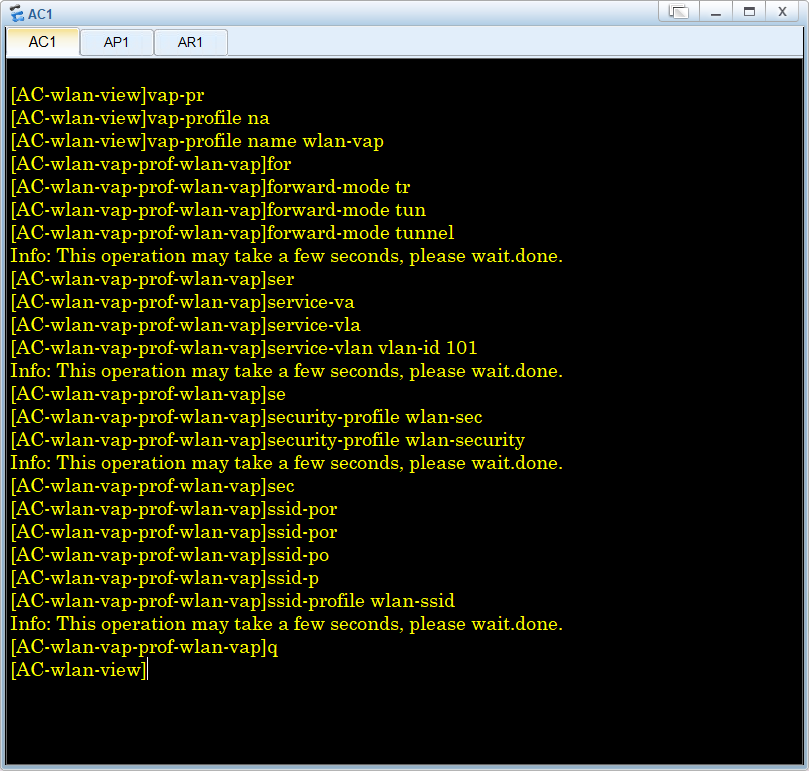 AC1
AC1 AP1 AR1
[AC-wlan-view]vap-pr
[AC-wlan-view]vap-profile na
[AC-wlan-view]vap-profile name wlan-vap
[AC-wlan-vap-prof-wlan-vap]for
[AC-wlan-vap-prof-wlan-vap]forward-mode tr
[AC-wlan-vap-prof-wlan-vap]forward-mode tun
[AC-wlan-vap-prof-wlan-vap]forward-mode tunnel
Info: This operation may take a few seconds, please wait.done.
[AC-wlan-vap-prof-wlan-vap]ser
[AC-wlan-vap-prof-wlan-vap]service-va
[AC-wlan-vap-prof-wlan-vap]service-vla
[AC-wlan-vap-prof-wlan-vap]service-vlan vlan-id 101
Info: This operation may take a few seconds, please wait.done.
[AC-wlan-vap-prof-wlan-vap]se
[AC-wlan-vap-prof-wlan-vap]security-profile wlan-sec
[AC-wlan-vap-prof-wlan-vap]security-profile wlan-security
Info: This operation may take a few seconds, please wait.done.
[AC-wlan-vap-prof-wlan-vap]sec
[AC-wlan-vap-prof-wlan-vap]ssid-por
[AC-wlan-vap-prof-wlan-vap]ssid-por
[AC-wlan-vap-prof-wlan-vap]ssid-po
[AC-wlan-vap-prof-wlan-vap]ssid-p
[AC-wlan-vap-prof-wlan-vap]ssid-profile wlan-ssid
Info: This operation may take a few seconds, please wait.done.
[AC-wlan-vap-prof-wlan-vap]q
[AC-wlan-view]